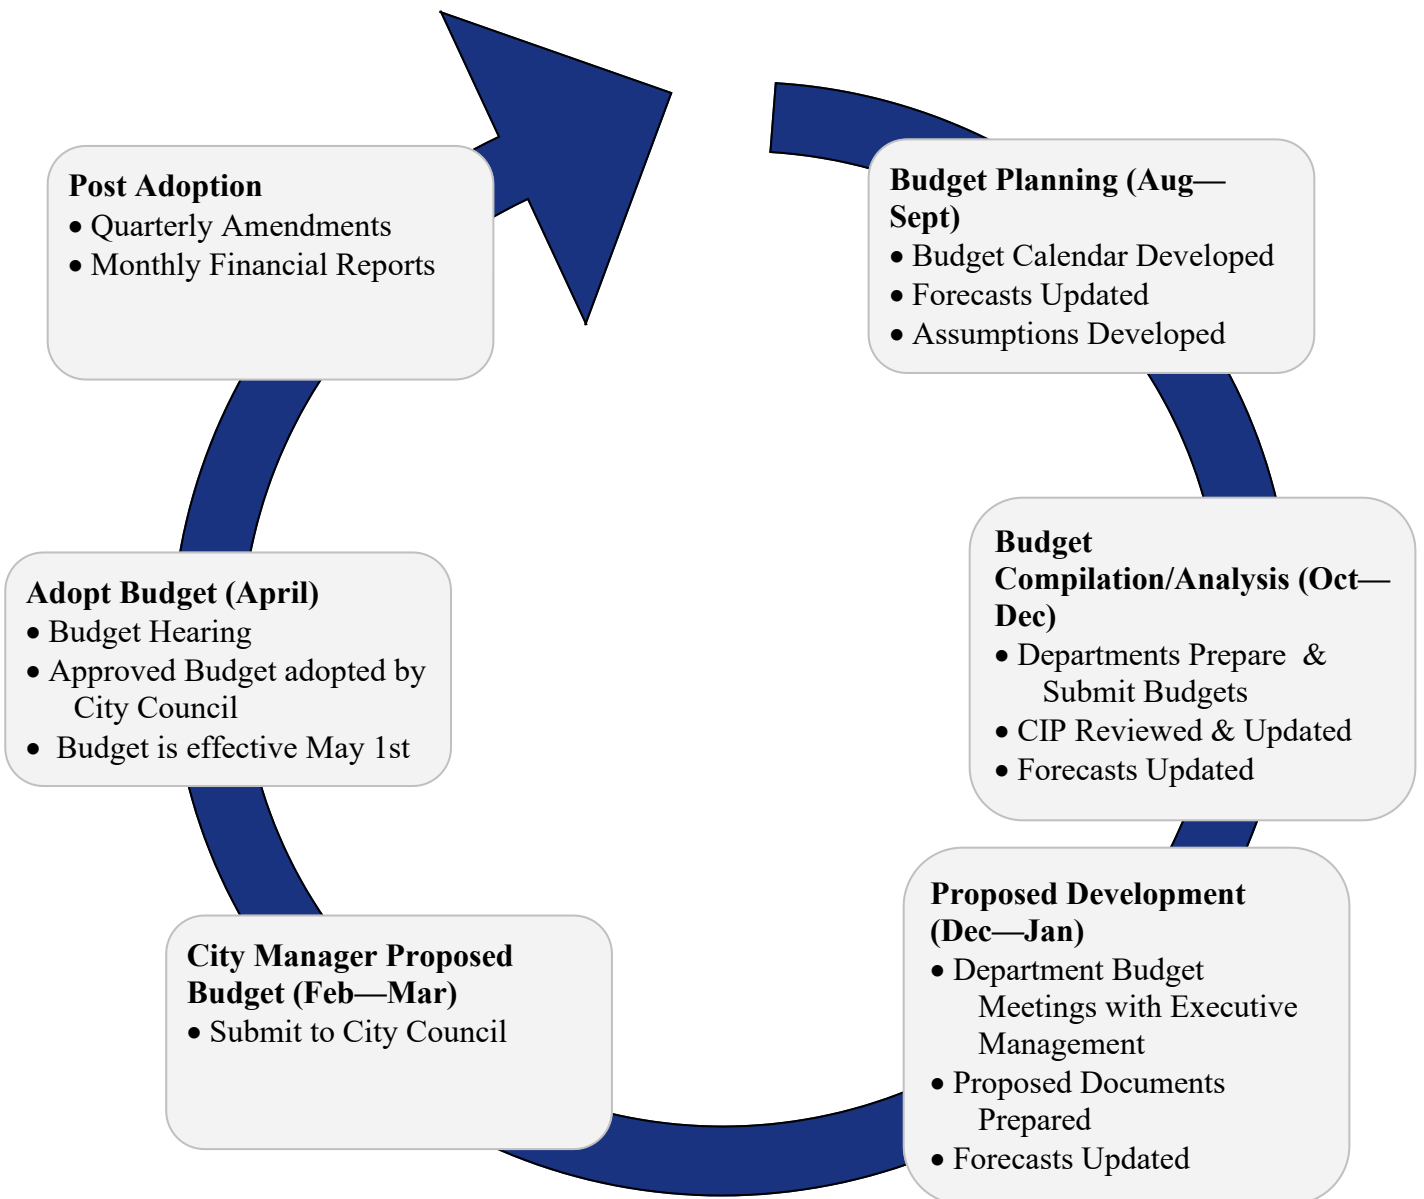 Post Adoption
• Quarterly Amendments
• Monthly Financial Reports
Budget Planning (Aug—
Sept)
• Budget Calendar Developed
• Forecasts Updated
• Assumptions Developed
Budget
Compilation/Analysis (Oct—
Dec)
• Departments Prepare  &
Submit Budgets
• CIP Reviewed & Updated
• Forecasts Updated
Adopt Budget (April)
• Budget Hearing
• Approved Budget adopted by
City Council
•  Budget is effective May 1st
Proposed Development
(Dec—Jan)
• Department Budget
Meetings with Executive
Management
• Proposed Documents
Prepared
• Forecasts Updated
City Manager Proposed
Budget (Feb—Mar)
• Submit to City Council